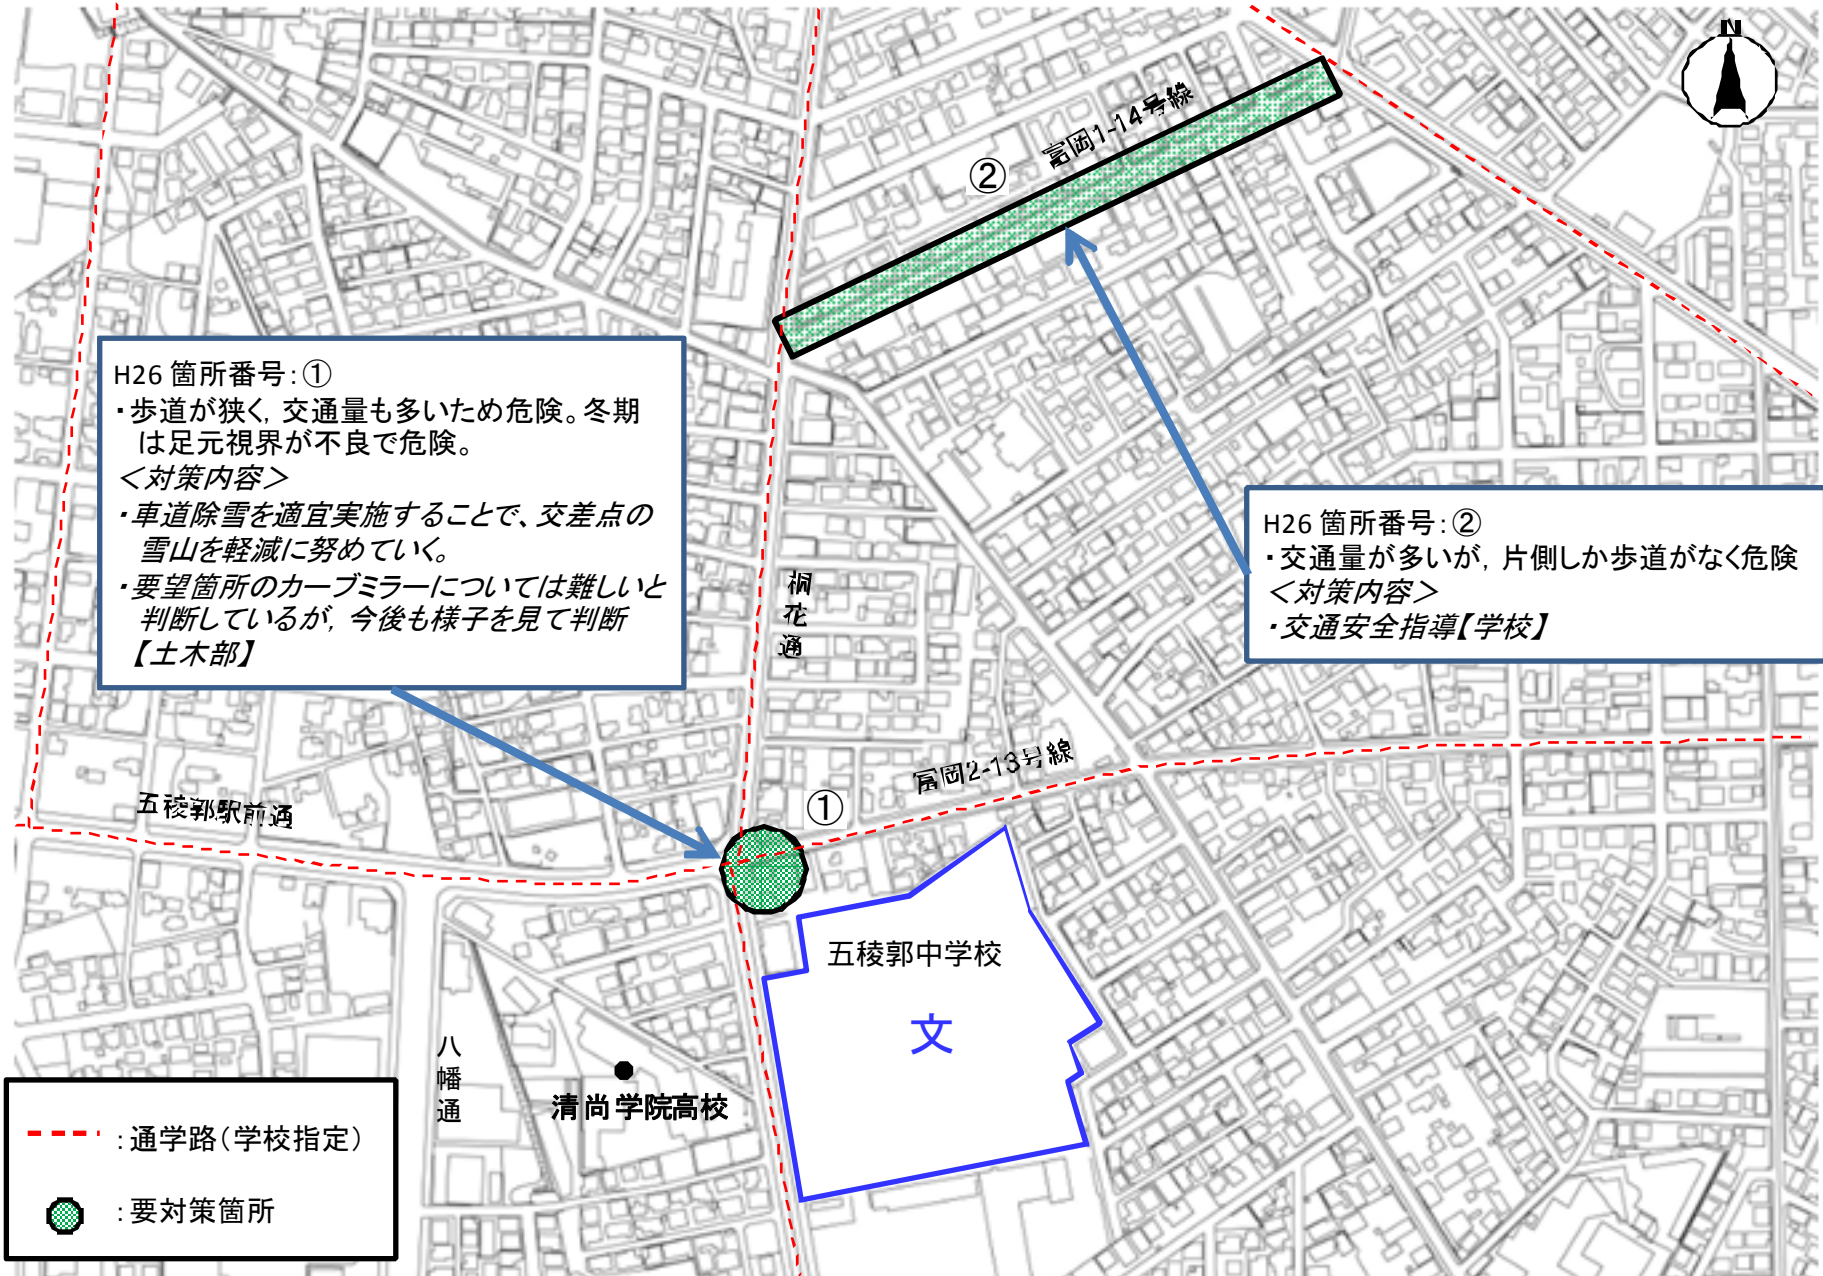 N
富岡1-14号線
②
H26 箇所番号：①
・歩道が狭く，交通量も多いため危険。冬期
は足元視界が不良で危険。
＜対策内容＞
・車道除雪を適宜実施することで、交差点の
雪山を軽減に努めていく。
・要望箇所のカーブミラーについては難しいと
判断しているが，今後も様子を見て判断
【土木部】
H26 箇所番号：②
・交通量が多いが，片側しか歩道がなく危険
＜対策内容＞
・交通安全指導【学校】
桐花通
富岡2-13号線
①
五稜郭駅前通
五稜郭中学校
文
八幡通
清尚学院高校
：通学路（学校指定）
：要対策箇所